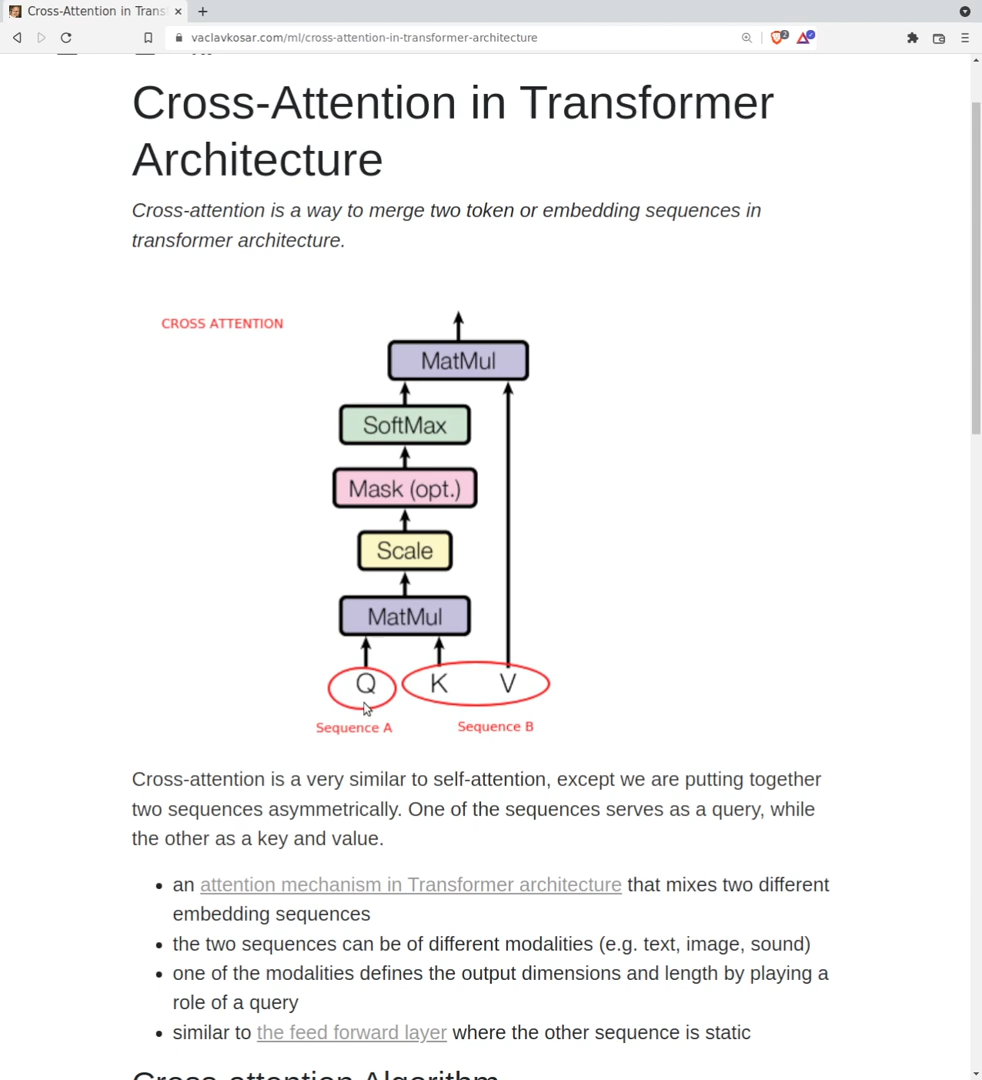 Cross-Attention in Trans
vaclavkosar.com/ml/cross-attention-in-transformer-architecture
2
Cross-Attention in Transformer
Architecture
Cross-attention is a way to merge two token or embedding sequences in
transformer architecture.
CROSS ATTENTION
MatMul
SoftMax
Mask (opt.)
Scale
MatMul
Q K V
Sequence A Sequence B
Cross-attention is a very similar to self-attention, except we are putting together
two sequences asymmetrically. One of the sequences serves as a query, while
the other as a key and value.
• an attention mechanism in Transformer architecture that mixes two different
embedding sequences
• the two sequences can be of different modalities (e.g. text, image, sound)
• one of the modalities defines the output dimensions and length by playing a
role of a query
• similar to the feed forward layer where the other sequence is static
Cross-attention Algorithm